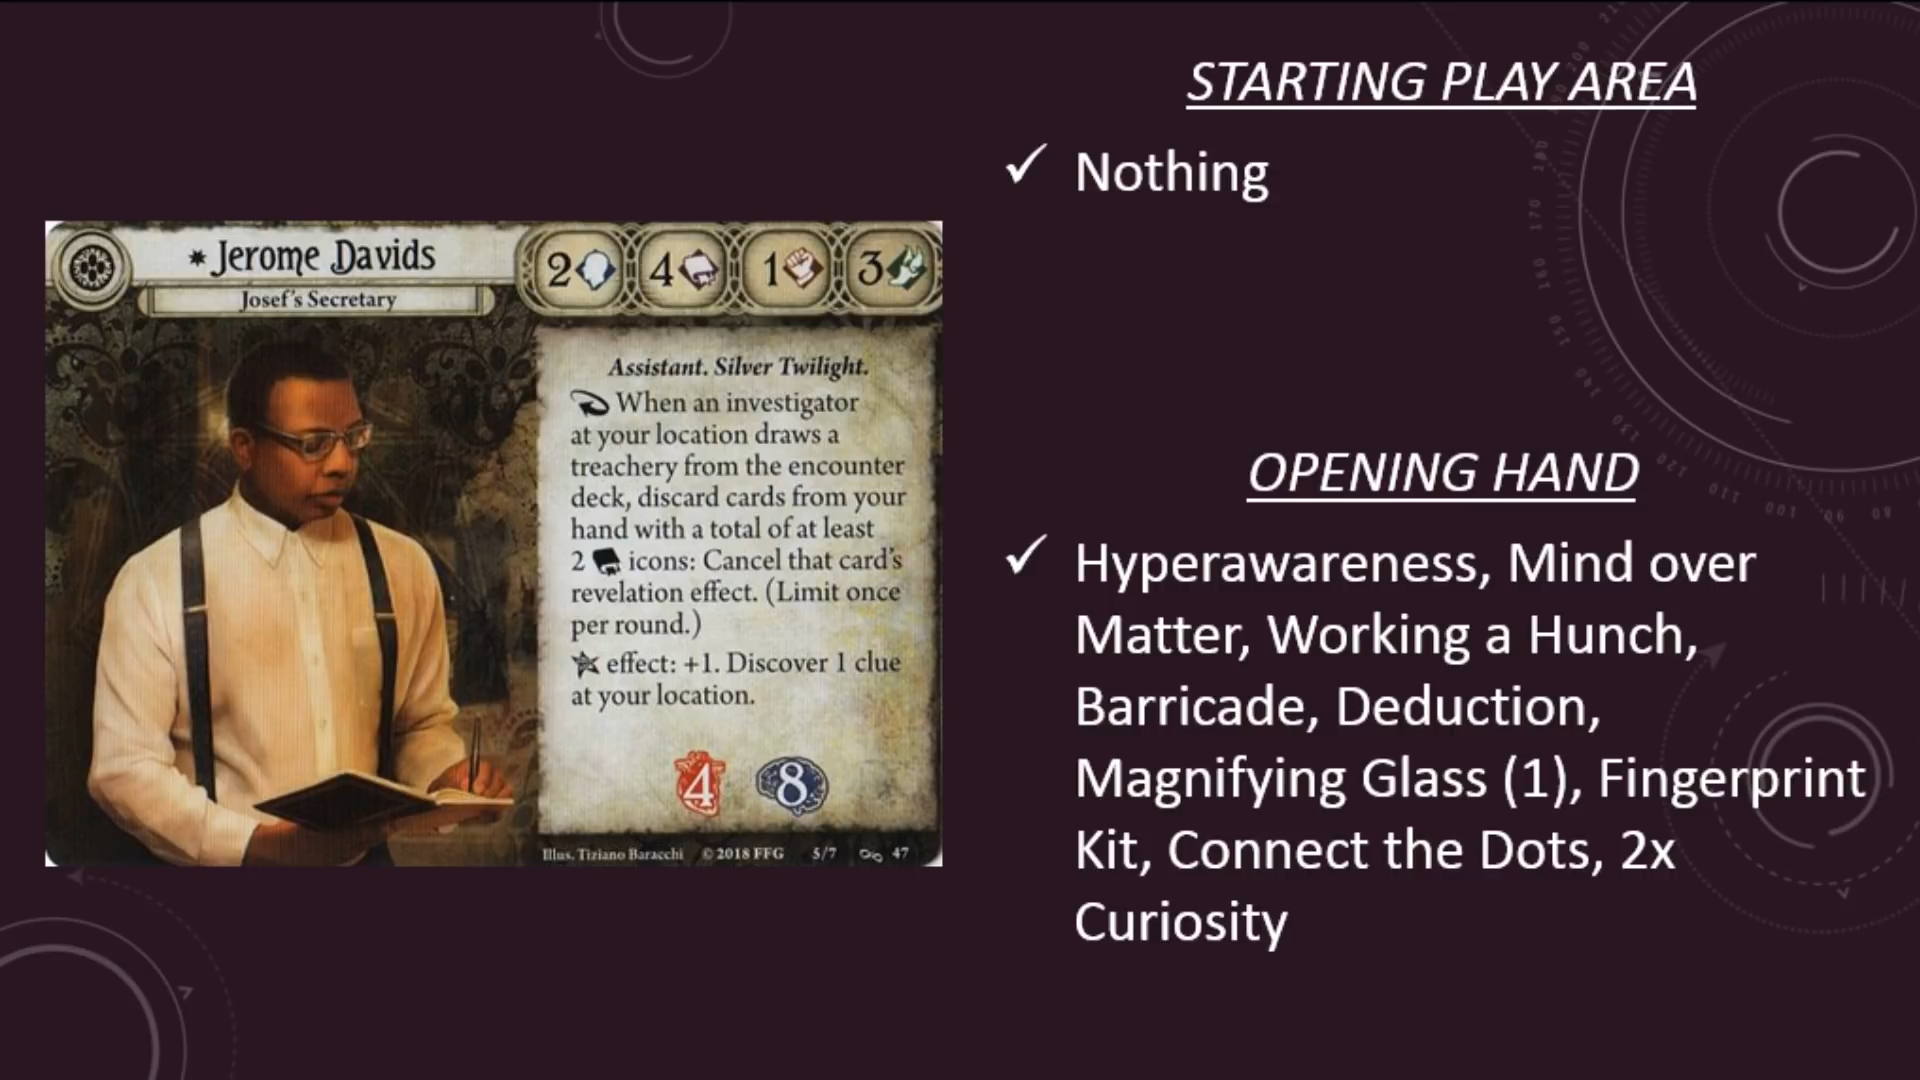 STARTING PLAY AREA
Nothing
Jerome Davids
Josef's Secretary
2 4 1 3
Assistant. Silver Twilight.
When an investigator
at your location draws a
treachery from the encounter
deck, discard cards from your
hand with a total of at least
2 icons: Cancel that card's
revelation effect. (Limit once
per round.)
effect: +1. Discover 1 clue
at your location.
4 8
Illus. Tiziano Baracchi © 2018 FFG 5/7 47
OPENING HAND
Hyperawareness, Mind over
Matter, Working a Hunch,
Barricade, Deduction,
Magnifying Glass (1), Fingerprint
Kit, Connect the Dots, 2x
Curiosity